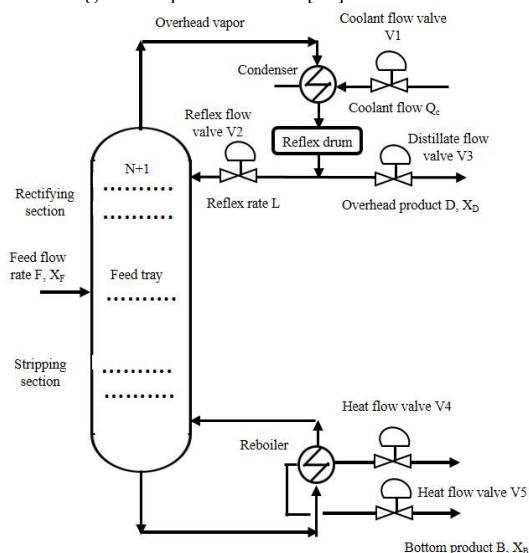 Overhead vapor
Coolant flow valve
V1
Condenser
Coolant flow Qc
Reflex flow
valve V2
Reflex drum
Distillate flow
valve V3
N+1
Rectifying
section
Reflex rate L
Overhead product D, XD
Feed flow
rate F, XF
Feed tray
Stripping
section
Heat flow valve V4
Reboiler
Heat flow valve V5
Bottom product B, XB